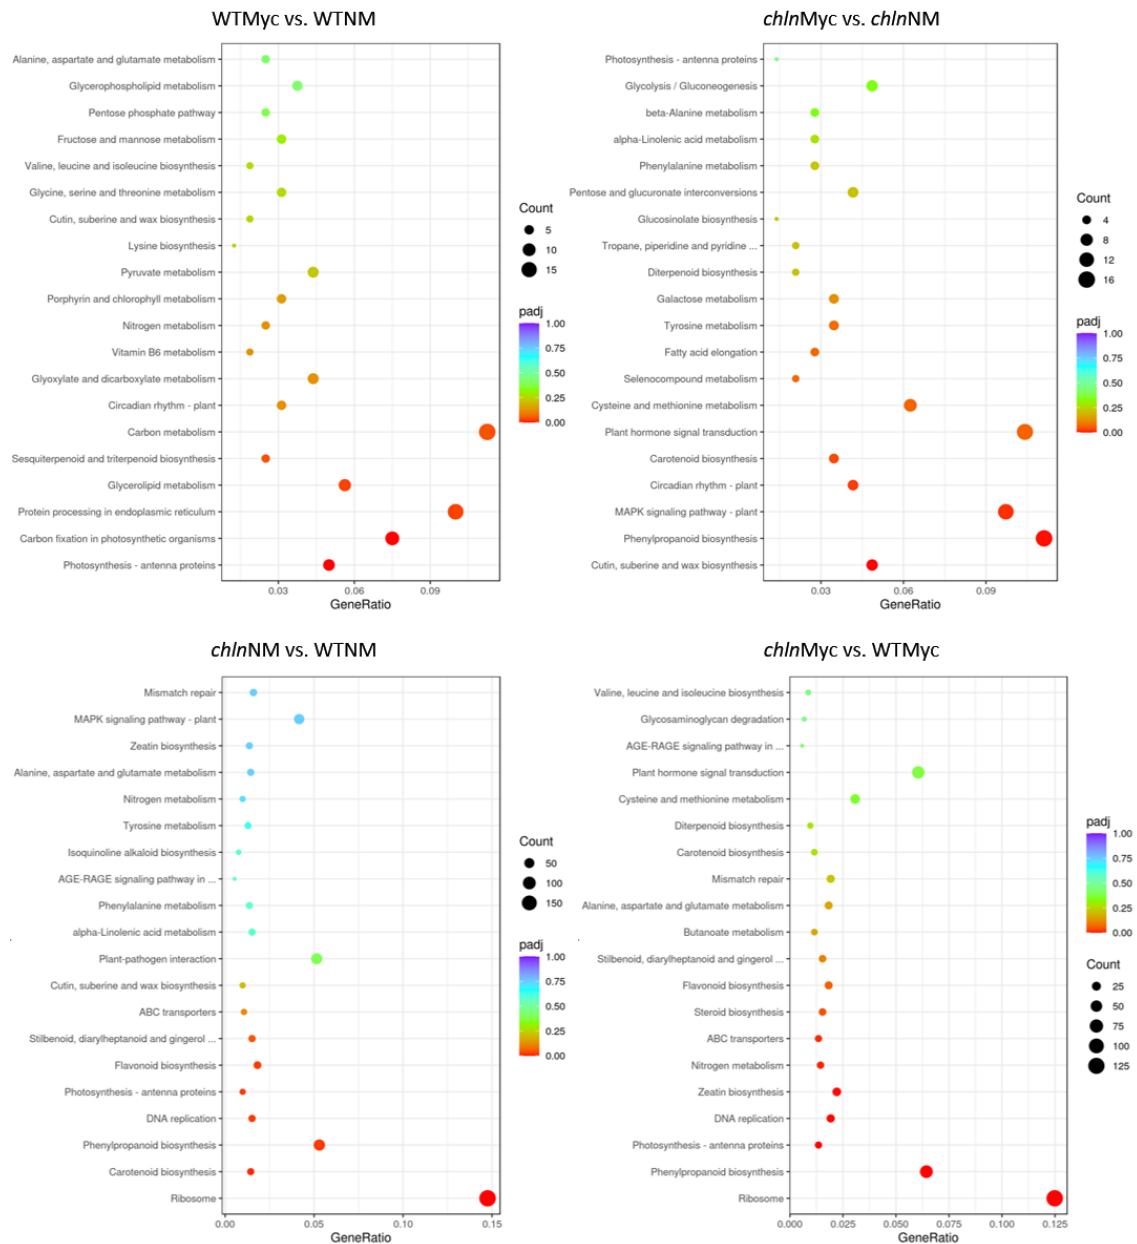 WTMyc vs. WTNM
Alanine, aspartate and glutamate metabolism
Glycerophospholipid metabolism
Pentose phosphate pathway
Fructose and mannose metabolism
Valine, leucine and isoleucine biosynthesis
Glycine, serine and threonine metabolism
Cutin, suberine and wax biosynthesis
Lysine biosynthesis
Pyruvate metabolism
Porphyrin and chlorophyll metabolism
Nitrogen metabolism
Vitamin B6 metabolism
Glyoxylate and dicarboxylate metabolism
Circadian rhythm - plant
Carbon metabolism
Sesquiterpenoid and triterpenoid biosynthesis
Glycerolipid metabolism
Protein processing in endoplasmic reticulum
Carbon fixation in photosynthetic organisms
Photosynthesis - antenna proteins
0.03 0.06 0.09
GeneRatio
Count
5
10
15
padj
1.00
0.75
0.50
0.25
0.00
chlnMyc vs. chlnNM
Photosynthesis - antenna proteins
Glycolysis / Gluconeogenesis
beta-Alanine metabolism
alpha-Linolenic acid metabolism
Phenylalanine metabolism
Pentose and glucuronate interconversions
Glucosinolate biosynthesis
Tropane, piperidine and pyridine ...
Diterpenoid biosynthesis
Galactose metabolism
Tyrosine metabolism
Fatty acid elongation
Selenocompound metabolism
Cysteine and methionine metabolism
Plant hormone signal transduction
Carotenoid biosynthesis
Circadian rhythm - plant
MAPK signaling pathway - plant
Phenylpropanoid biosynthesis
Cutin, suberine and wax biosynthesis
0.03 0.06 0.09
GeneRatio
Count
4
8
12
16
padj
1.00
0.75
0.50
0.25
0.00
chlnNM vs. WTNM
Mismatch repair
MAPK signaling pathway - plant
Zeatin biosynthesis
Alanine, aspartate and glutamate metabolism
Nitrogen metabolism
Tyrosine metabolism
Isoquinoline alkaloid biosynthesis
AGE-RAGE signaling pathway in ...
Phenylalanine metabolism
alpha-Linolenic acid metabolism
Plant-pathogen interaction
Cutin, suberine and wax biosynthesis
ABC transporters
Stilbenoid, diarylheptanoid and gingerol ...
Flavonoid biosynthesis
Photosynthesis - antenna proteins
DNA replication
Phenylpropanoid biosynthesis
Carotenoid biosynthesis
Ribosome
0.00 0.05 0.10 0.15
GeneRatio
Count
50
100
150
padj
1.00
0.75
0.50
0.25
0.00
chlnMyc vs. WTMyc
Valine, leucine and isoleucine biosynthesis
Glycosaminoglycan degradation
AGE-RAGE signaling pathway in ...
Plant hormone signal transduction
Cysteine and methionine metabolism
Diterpenoid biosynthesis
Carotenoid biosynthesis
Mismatch repair
Alanine, aspartate and glutamate metabolism
Butanoate metabolism
Stilbenoid, diarylheptanoid and gingerol ...
Flavonoid biosynthesis
Steroid biosynthesis
ABC transporters
Nitrogen metabolism
Zeatin biosynthesis
DNA replication
Photosynthesis - antenna proteins
Phenylpropanoid biosynthesis
Ribosome
0.000 0.025 0.050 0.075 0.100 0.125
GeneRatio
padj
1.00
0.75
0.50
0.25
0.00
Count
25
50
75
100
125